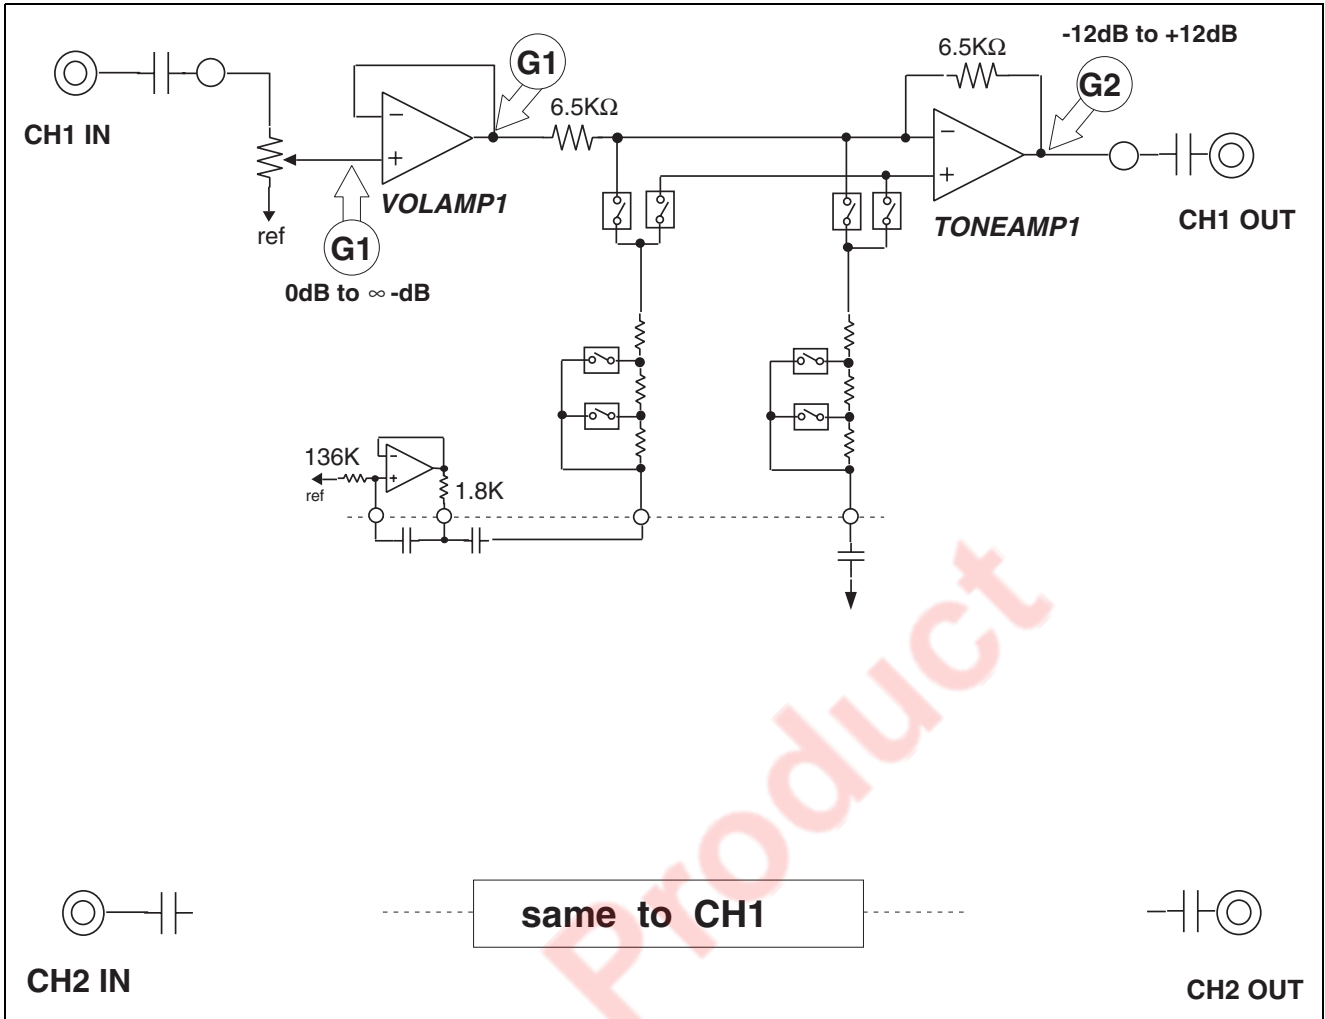 -12dB to +12dB
G1
6.5KΩ
G2
6.5KΩ
CH1 IN
−
+
−
+
VOLAMP1
TONEAMP1
CH1 OUT
ref
G1
0dB to ∞ -dB
136K
−
+
ref
1.8K
Product
same to CH1
CH2 IN
CH2 OUT